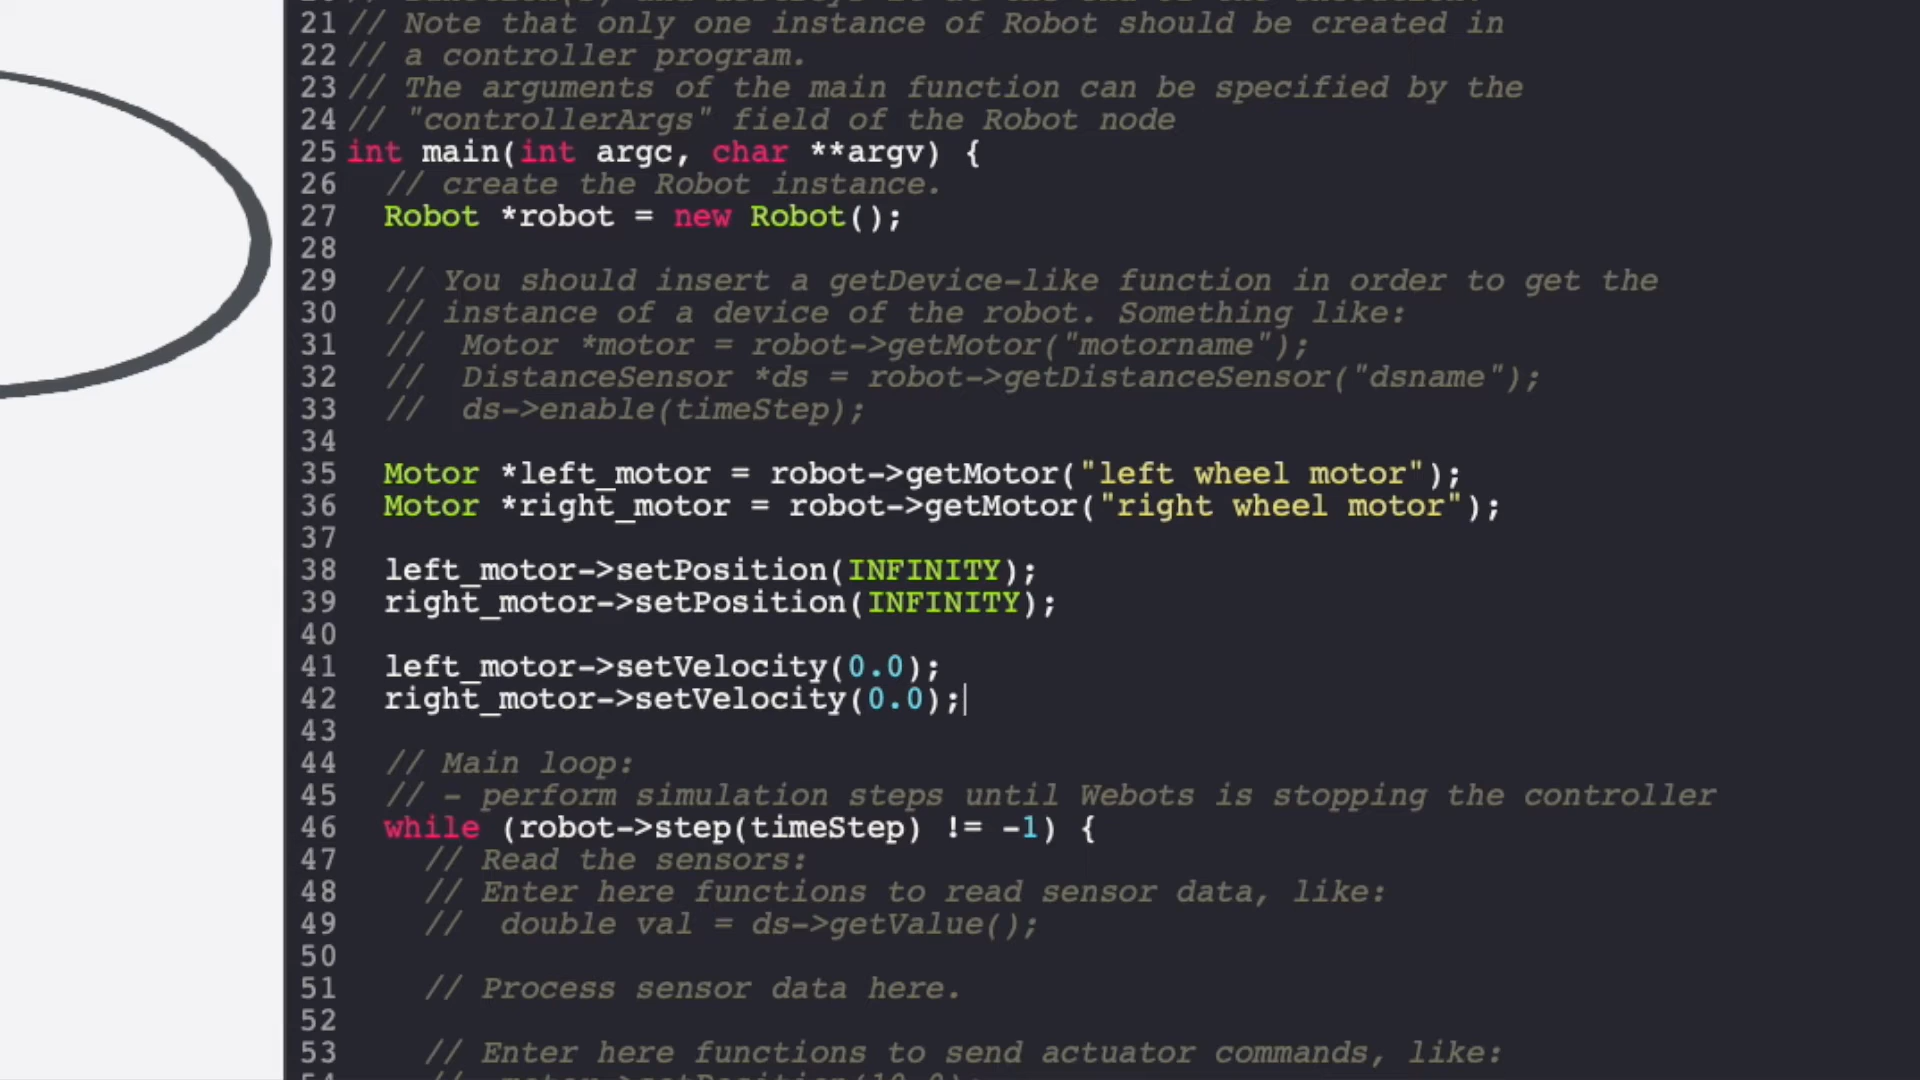 21 // Note that only one instance of Robot should be created in
22 // a controller program.
23 // The arguments of the main function can be specified by the
24 // "controllerArgs" field of the Robot node
25 int main(int argc, char **argv) {
26 // create the Robot instance.
27 Robot *robot = new Robot();
28
29 // You should insert a getDevice-like function in order to get the
30 // instance of a device of the robot. Something like:
31 // Motor *motor = robot->getMotor("motorname");
32 // DistanceSensor *ds = robot->getDistanceSensor("dsname");
33 // ds->enable(timeStep);
34
35 Motor *left_motor = robot->getMotor("left wheel motor");
36 Motor *right_motor = robot->getMotor("right wheel motor");
37
38 left_motor->setPosition(INFINITY);
39 right_motor->setPosition(INFINITY);
40
41 left_motor->setVelocity(0.0);
42 right_motor->setVelocity(0.0);
43
44 // Main loop:
45 // - perform simulation steps until Webots is stopping the controller
46 while (robot->step(timeStep) != -1) {
47 // Read the sensors:
48 // Enter here functions to read sensor data, like:
49 // double val = ds->getValue();
50
51 // Process sensor data here.
52
53 // Enter here functions to send actuator commands, like: